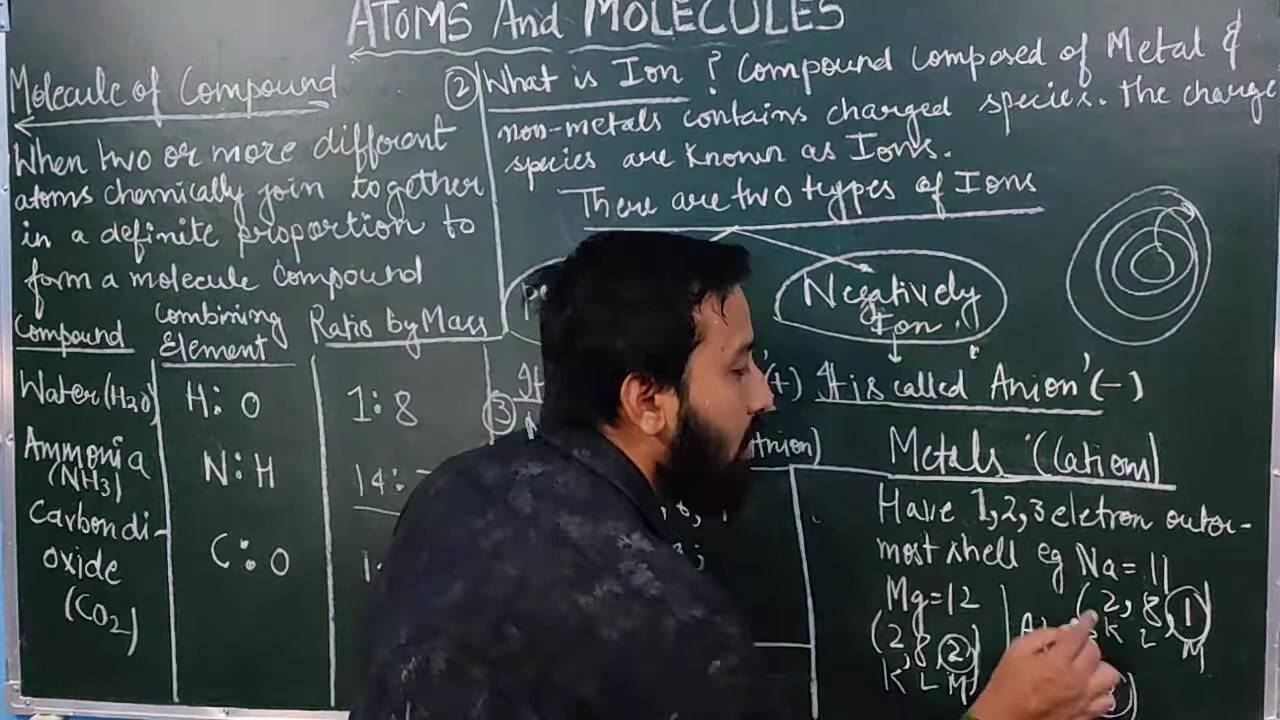 ATOMS And MOLECULES
Molecule of Compound
When two or more different
atoms chemically join together
in a definite proportion to
form a molecule compound
Compound
Combining Element
Ratio by Mass
Water (H2O)
H: O
1:8
Ammonia (NH3)
N:H
14:
Carbondi-
oxide
(CO2)
C: O
② What is Ion ? Compound composed of Metal &
non-metals contains charged species. The charge
species are known as Ions.
There are two types of Ions
Negatively
Ion.
(+) It is called 'Anion' (-)
③
Metals (Cations)
Have 1,2,3 eletron outer-
most shell eg Na = 11
(2, 8, 1)
K L M
Mg=12
(2, 8, 2)
K L M